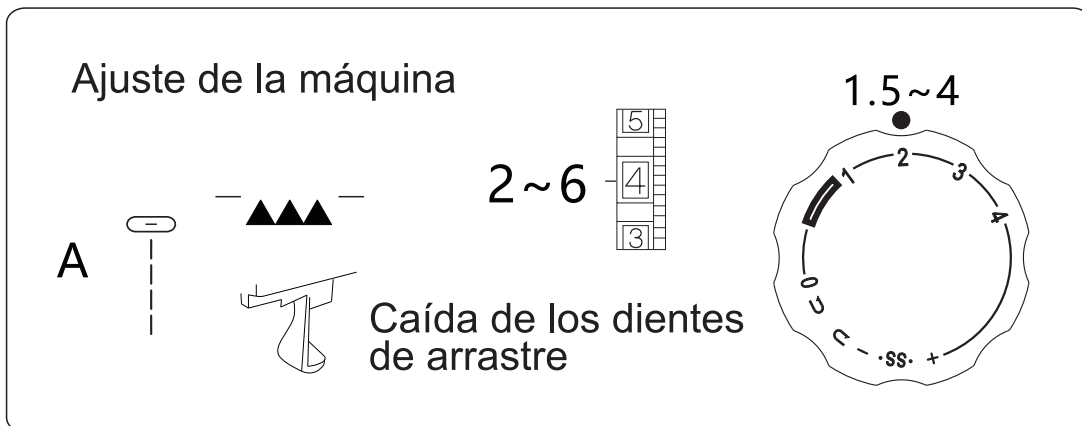 Ajuste de la máquina
1.5~4
5
2~6
4
3
A
Caída de los dientes
de arrastre
0 1 2 3 4
- ·SS· +